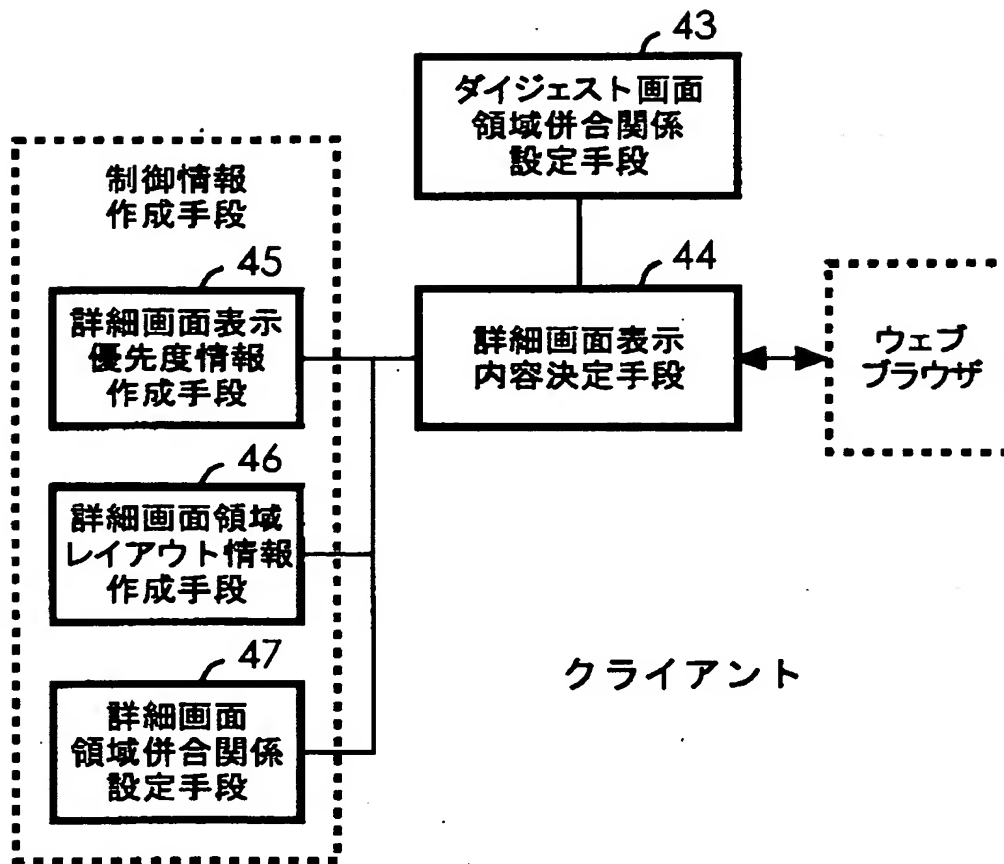 43
ダイジェスト画面
領域併合関係
設定手段
制御情報
作成手段
45
詳細画面表示
優先度情報
作成手段
44
詳細画面表示
内容決定手段
ウェブ
ブラウザ
46
詳細画面領域
レイアウト情報
作成手段
47
詳細画面
領域併合関係
設定手段
クライアント